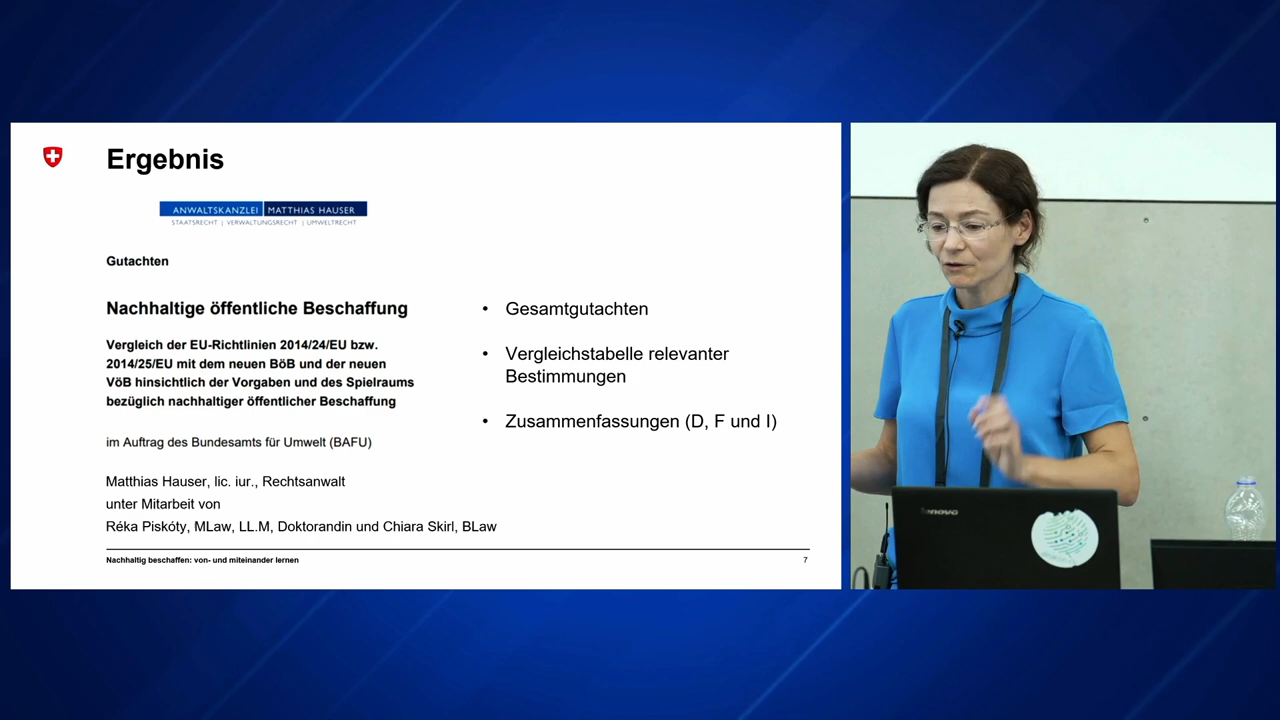 Ergebnis
ANWALTSKANZLEI MATTHIAS HAUSER
STAATSRECHT | VERWALTUNGSRECHT | UMWELTRECHT
Gutachten
Nachhaltige öffentliche Beschaffung
Vergleich der EU-Richtlinien 2014/24/EU bzw.
2014/25/EU mit dem neuen BöB und der neuen
VöB hinsichtlich der Vorgaben und des Spielraums
bezüglich nachhaltiger öffentlicher Beschaffung
im Auftrag des Bundesamts für Umwelt (BAFU)
Matthias Hauser, lic. iur., Rechtsanwalt
unter Mitarbeit von
Réka Piskóty, MLaw, LL.M, Doktorandin und Chiara Skirl, BLaw
• Gesamtgutachten
• Vergleichstabelle relevanter
Bestimmungen
• Zusammenfassungen (D, F und I)
Nachhaltig beschaffen: von- und miteinander lernen
7
lenovo